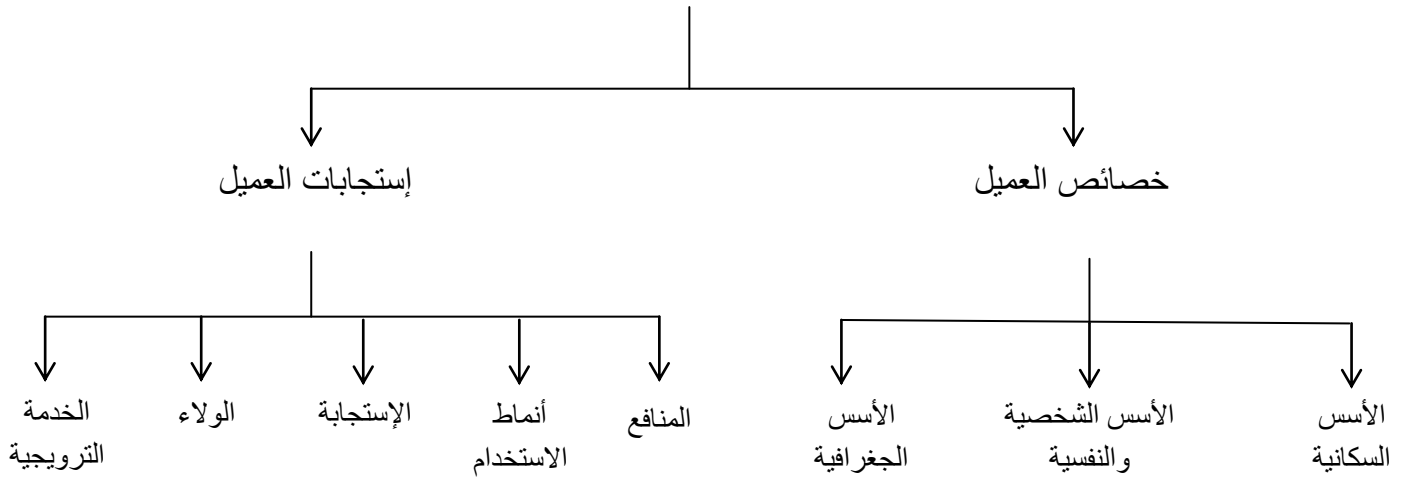 خصائص العميل
إستجابات العميل
الأسس
السكانية
الأسس الشخصية
والنفسية
الأسس
الجغرافية
المنافع
أنماط
الاستخدام
الإستجابة
الولاء
الخدمة
الترويجية